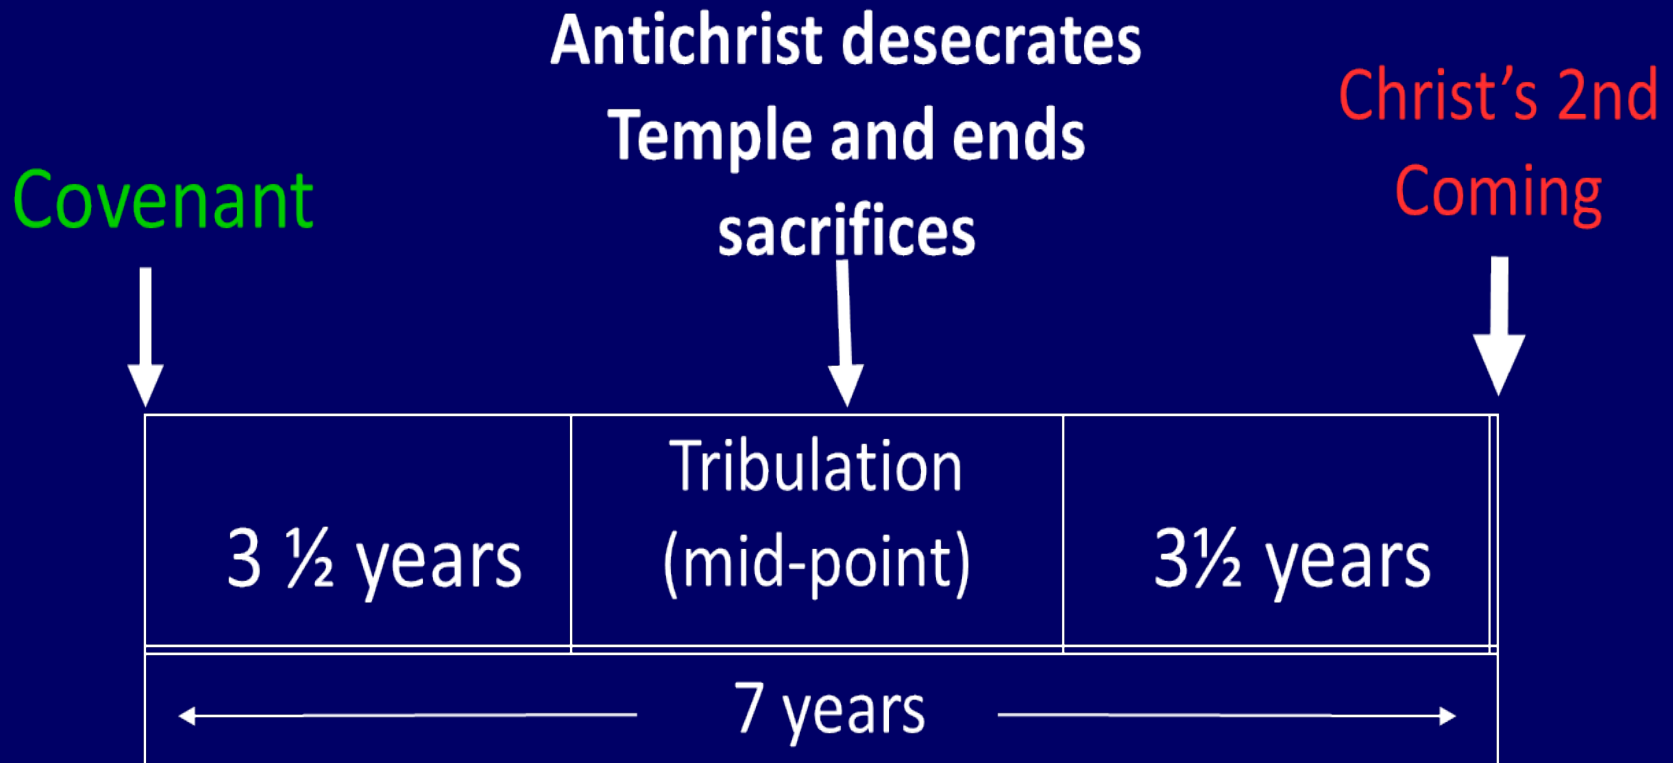 Antichrist desecrates
Temple and ends
sacrifices
Christ’s 2nd
Coming
Covenant
3 ½ years
Tribulation
(mid-point)
3½ years
7 years